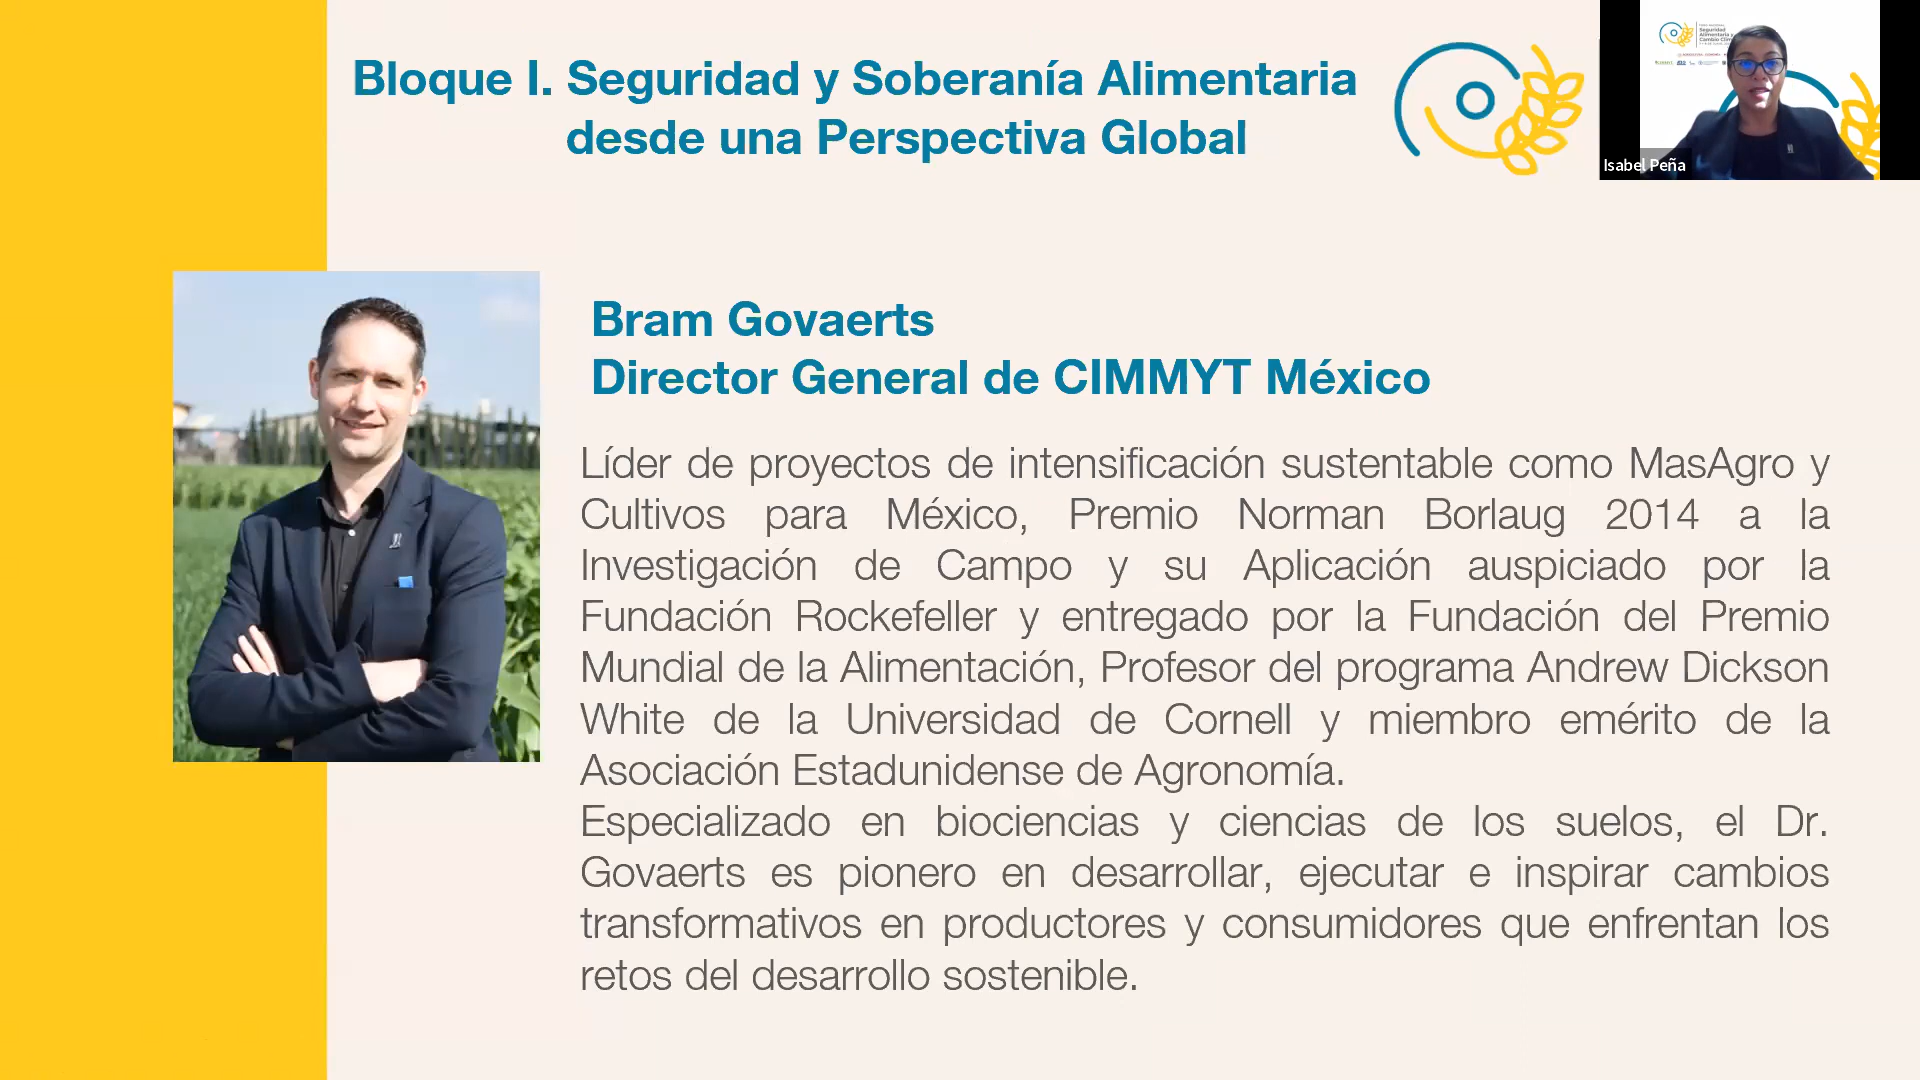 Bloque I. Seguridad y Soberanía Alimentaria
desde una Perspectiva Global
Seguridad
Alimentaria y
Isabel Peña
Bram Govaerts
Director General de CIMMYT México
Líder de proyectos de intensificación sustentable como MasAgro y
Cultivos para México, Premio Norman Borlaug 2014 a la
Investigación de Campo y su Aplicación auspiciado por la
Fundación Rockefeller y entregado por la Fundación del Premio
Mundial de la Alimentación, Profesor del programa Andrew Dickson
White de la Universidad de Cornell y miembro emérito de la
Asociación Estadunidense de Agronomía.
Especializado en biociencias y ciencias de los suelos, el Dr.
Govaerts es pionero en desarrollar, ejecutar e inspirar cambios
transformativos en productores y consumidores que enfrentan los
retos del desarrollo sostenible.